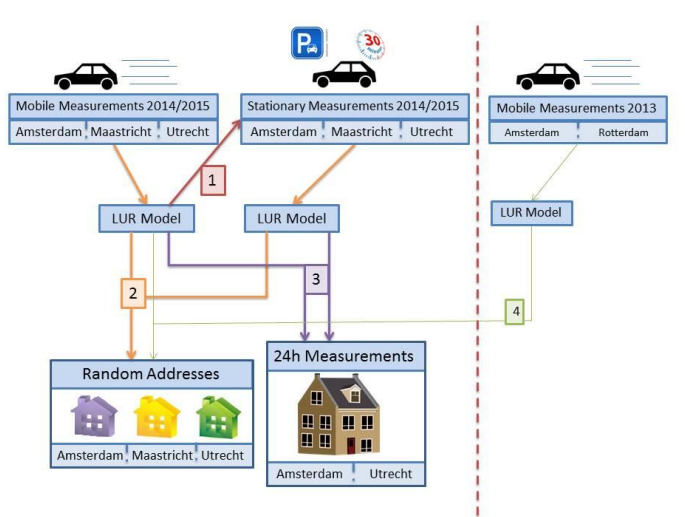 P
30
Mobile Measurements 2014/2015
Amsterdam Maastricht Utrecht
Stationary Measurements 2014/2015
Amsterdam Maastricht Utrecht
Mobile Measurements 2013
Amsterdam Rotterdam
1
LUR Model
LUR Model
LUR Model
2
3
4
Random Addresses
Amsterdam Maastricht Utrecht
24h Measurements
Amsterdam Utrecht